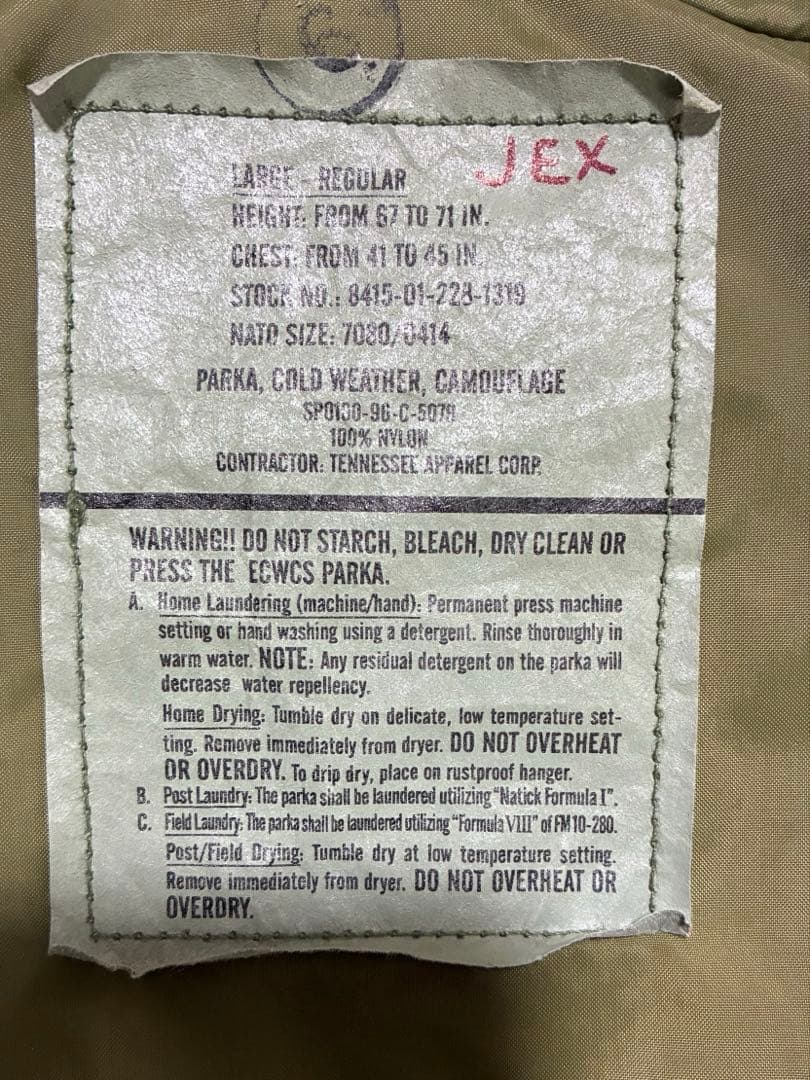 6
JEX
LARGE - REGULAR
HEIGHT: FROM 67 TO 71 IN.
CHEST: FROM 41 TO 45 IN.
STOCK NO.: 8415-01-228-1319
NATO SIZE: 7080/0414
PARKA, COLD WEATHER, CAMOUFLAGE
SPO130-96-C-5079
100% NYLON
CONTRACTOR: TENNESSEE APPAREL CORP.
WARNING!! DO NOT STARCH, BLEACH, DRY CLEAN OR
PRESS THE ECWCS PARKA.
A. Home Laundering (machine/hand): Permanent press machine
setting or hand washing using a detergent. Rinse thoroughly in
warm water. NOTE: Any residual detergent on the parka will
decrease water repellency.
Home Drying: Tumble dry on delicate, low temperature set-
ting. Remove immediately from dryer. DO NOT OVERHEAT
OR OVERDRY. To drip dry, place on rustproof hanger.
B. Post Laundry: The parka shall be laundered utilizing "Natick Formula I".
C. Field Laundry: The parka shall be laundered utilizing "Formula VIII" of FM 10-280.
Post/Field Drying: Tumble dry at low temperature setting.
Remove immediately from dryer. DO NOT OVERHEAT OR
OVERDRY.